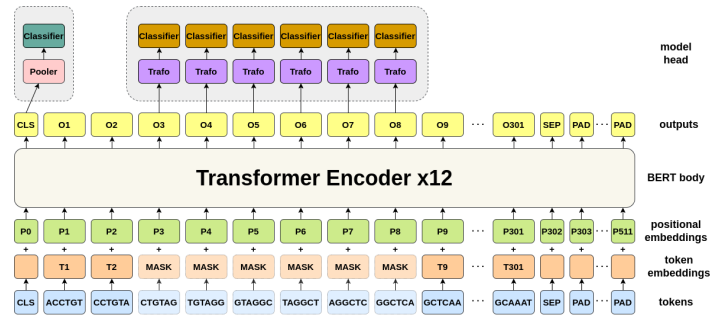 Classifier Classifier Classifier Classifier Classifier Classifier Classifier model head
Pooler Trafo Trafo Trafo Trafo Trafo Trafo
CLS O1 O2 O3 O4 O5 O6 O7 O8 O9 ... O301 SEP PAD ... PAD outputs
Transformer Encoder x12 BERT body
P0 P1 P2 P3 P4 P5 P6 P7 P8 P9 ... P301 P302 P303 ... P511 positional embeddings
+ + + + + + + + + + + + + +
T1 T2 MASK MASK MASK MASK MASK MASK T9 ... T301 ... token embeddings
CLS ACCTGT CCTGTA CTGTAG TGTAGG GTAGGC TAGGCT AGGCTC GGCTCA GCTCAA ... GCAAAT SEP PAD ... PAD tokens